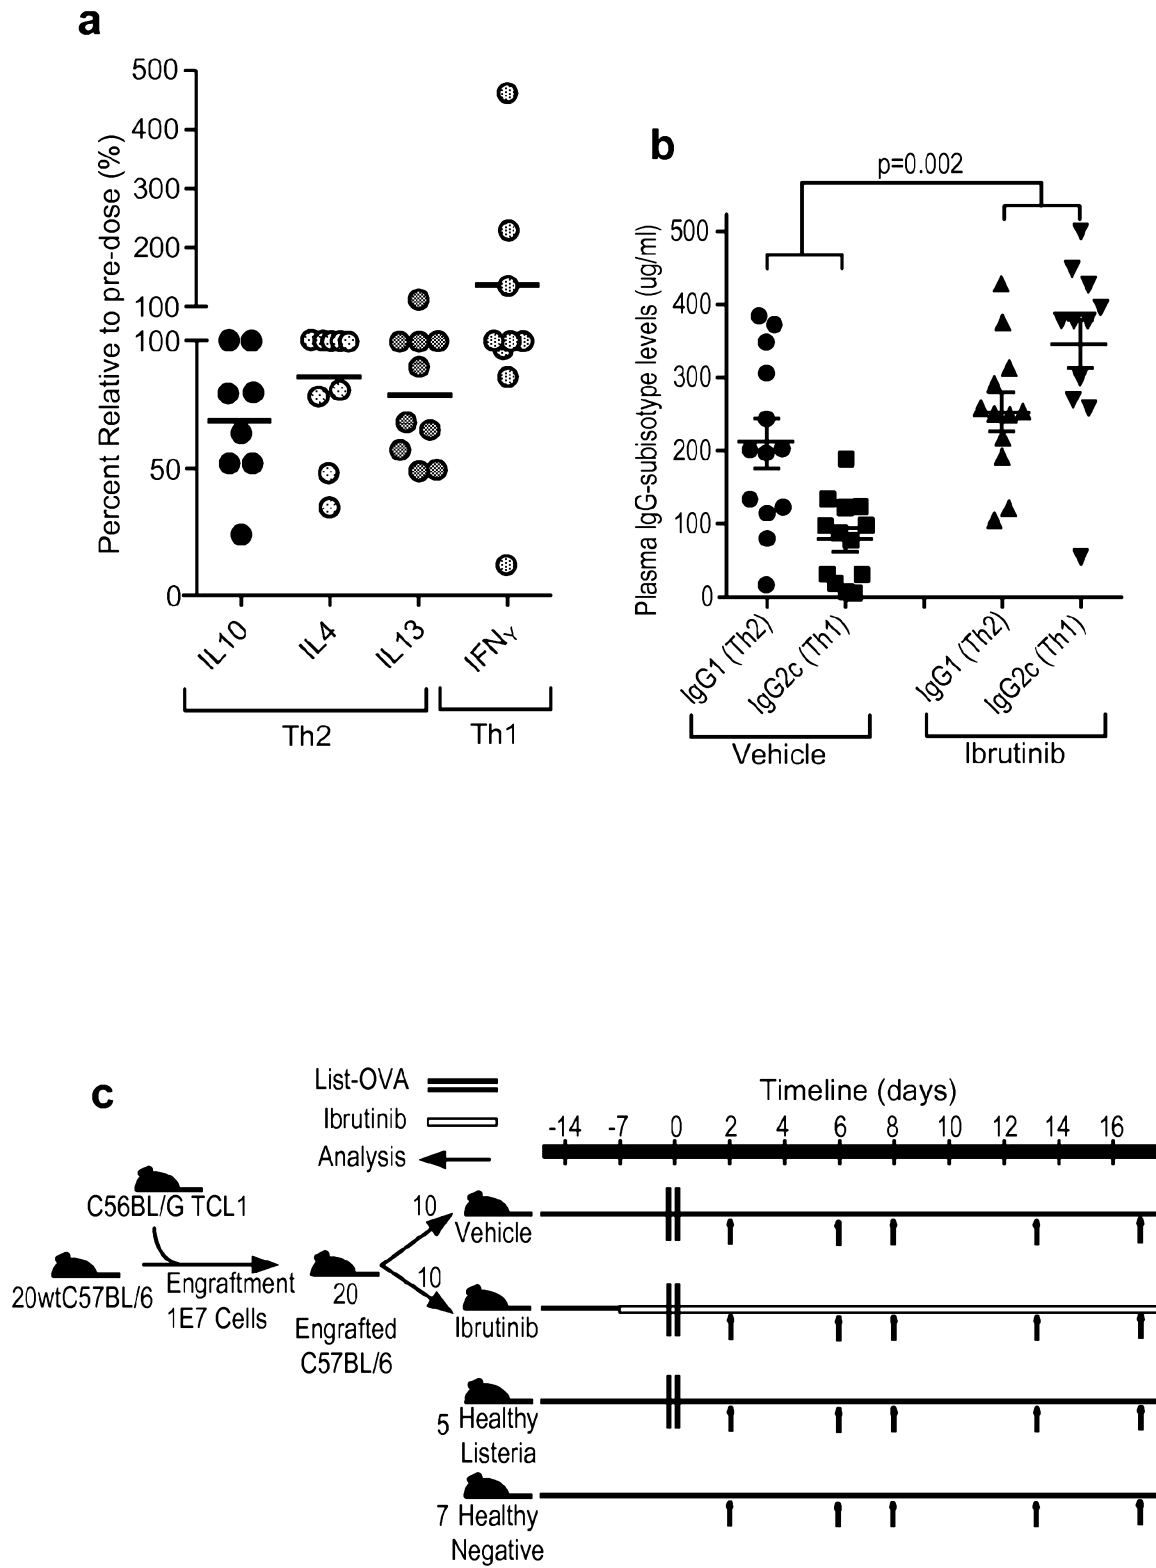 a
500
400
300
200
100
100
50
0
Percent Relative to pre-dose (%)
IL10
IL4
IL13
IFNγ
Th2
Th1
b
p=0.002
500
400
300
200
100
0
Plasma IgG-subisotype levels (ug/ml)
IgG1 (Th2)
IgG2c (Th1)
IgG1 (Th2)
IgG2c (Th1)
Vehicle
Ibrutinib
c
List-OVA
Ibrutinib
Analysis
Timeline (days)
-14 -7 0 2 4 6 8 10 12 14 16
C56BL/G TCL1
20wtC57BL/6
Engraftment
1E7 Cells
20
Engrafted
C57BL/6
10
Vehicle
10
Ibrutinib
5 Healthy
Listeria
7 Healthy
Negative